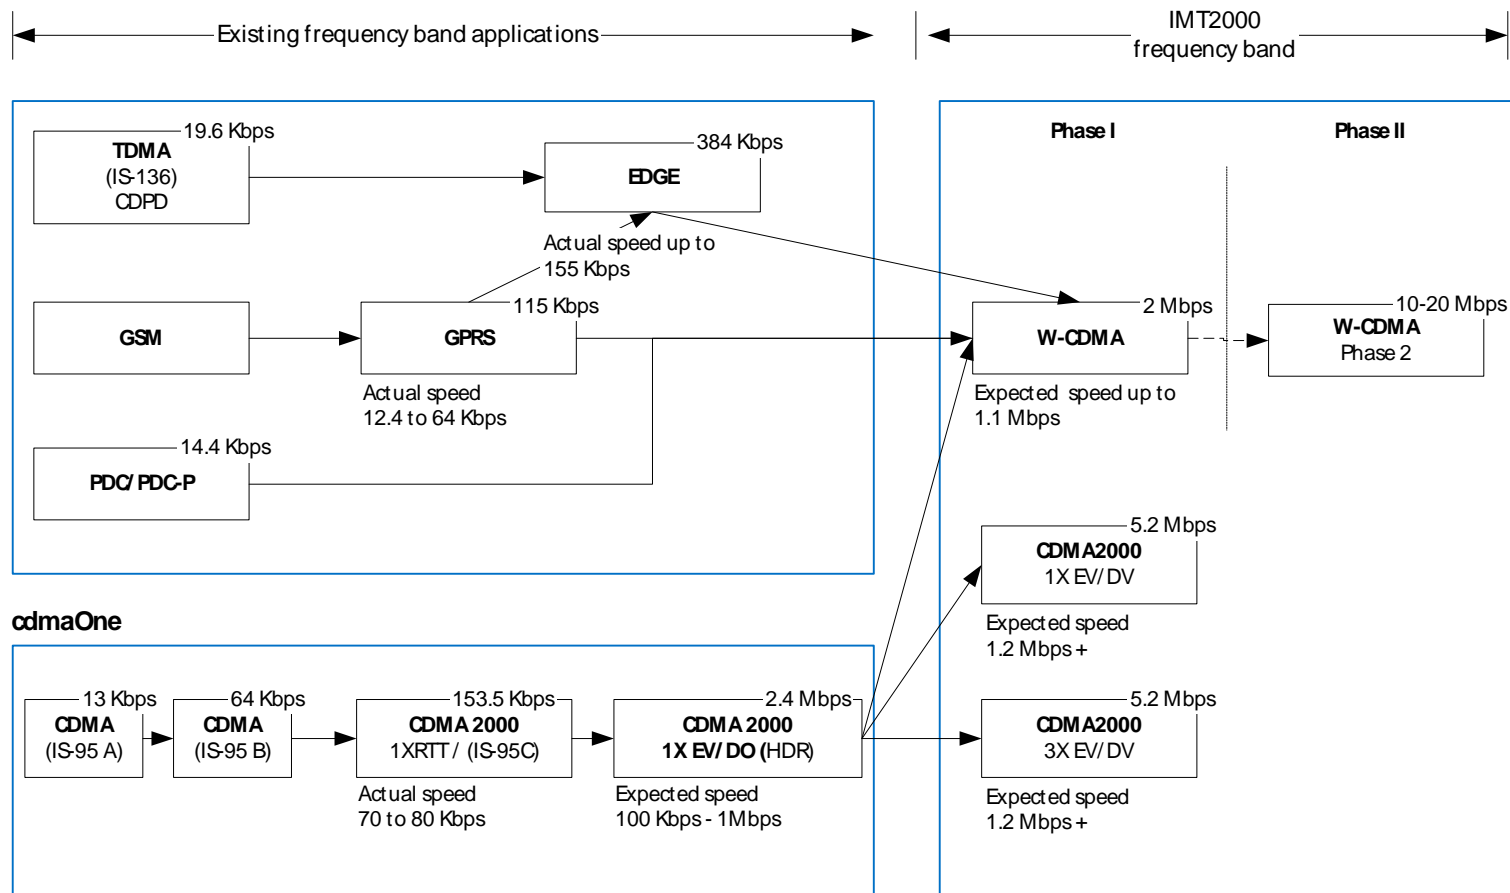 Existing frequency band applications
IMT2000
frequency band
19.6 Kbps
TDMA
(IS-136)
CDPD
384 Kbps
EDGE
Actual speed up to
155 Kbps
GSM
115 Kbps
GPRS
Actual speed
12.4 to 64 Kbps
14.4 Kbps
PDC/PDC-P
Phase I
Phase II
2 Mbps
W-CDMA
Expected speed up to
1.1 Mbps
10-20 Mbps
W-CDMA
Phase 2
5.2 Mbps
CDMA2000
1X EV/DV
Expected speed
1.2 Mbps +
cdmaOne
13 Kbps
CDMA
(IS-95 A)
64 Kbps
CDMA
(IS-95 B)
153.5 Kbps
CDMA 2000
1XRTT / (IS-95C)
Actual speed
70 to 80 Kbps
2.4 Mbps
CDMA 2000
1X EV/DO (HDR)
Expected speed
100 Kbps - 1Mbps
5.2 Mbps
CDMA2000
3X EV/DV
Expected speed
1.2 Mbps +